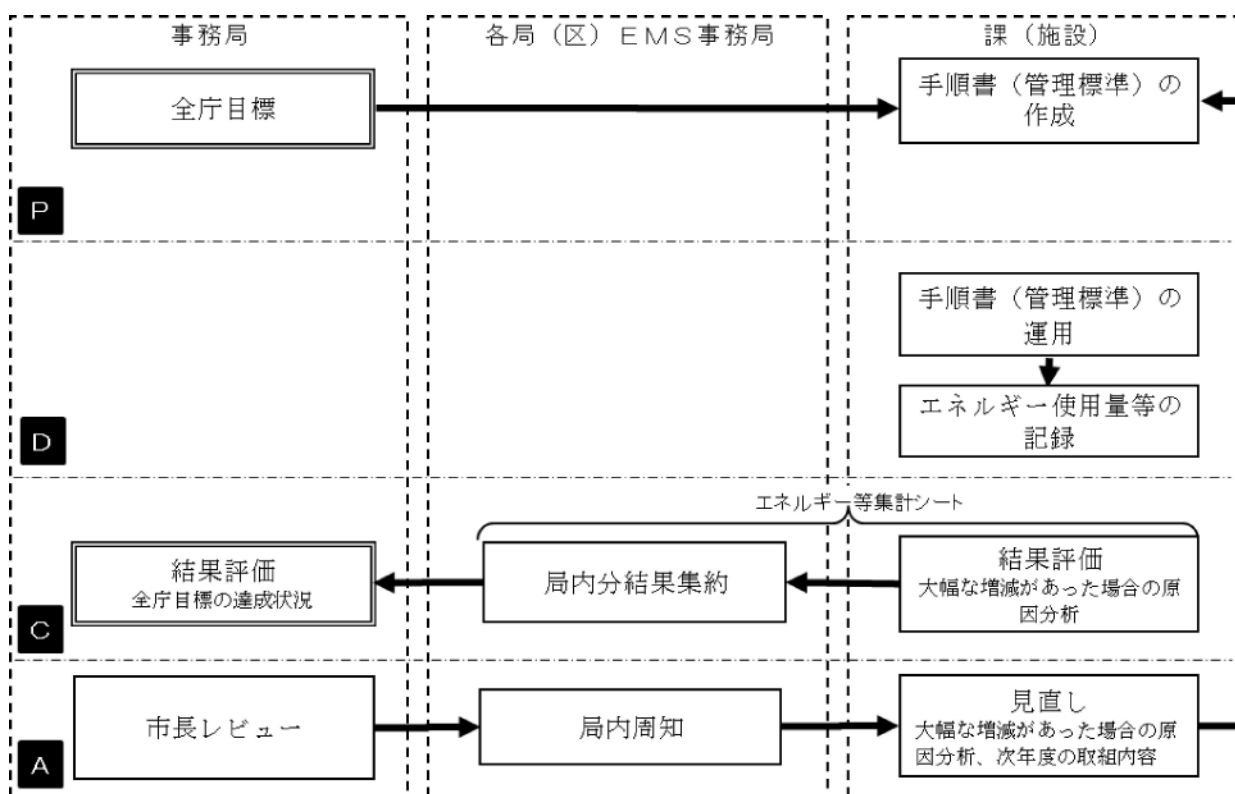 事務局
各局（区）ＥＭＳ事務局
課（施設）
全庁目標
手順書（管理標準）の
作成
P
手順書（管理標準）の
運用
エネルギー使用量等の
記録
D
エネルギー等集計シート
結果評価
全庁目標の達成状況
局内分結果集約
結果評価
大幅な増減があった場合の原
因分析
C
市長レビュー
局内周知
見直し
大幅な増減があった場合の原
因分析、次年度の取組内容
A